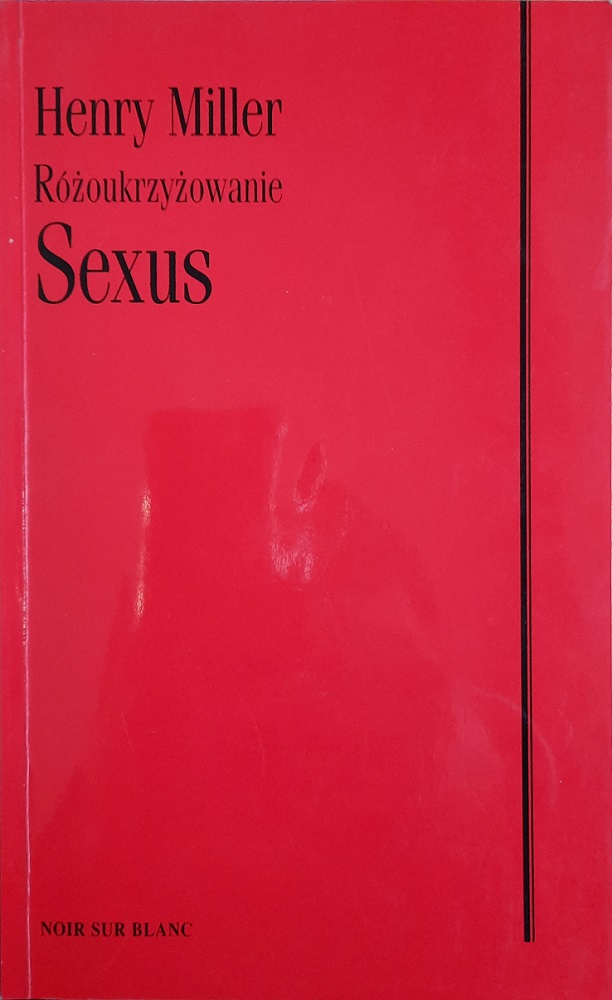 Henry Miller
Różoukrzyżowanie
Sexus
NOIR SUR BLANC